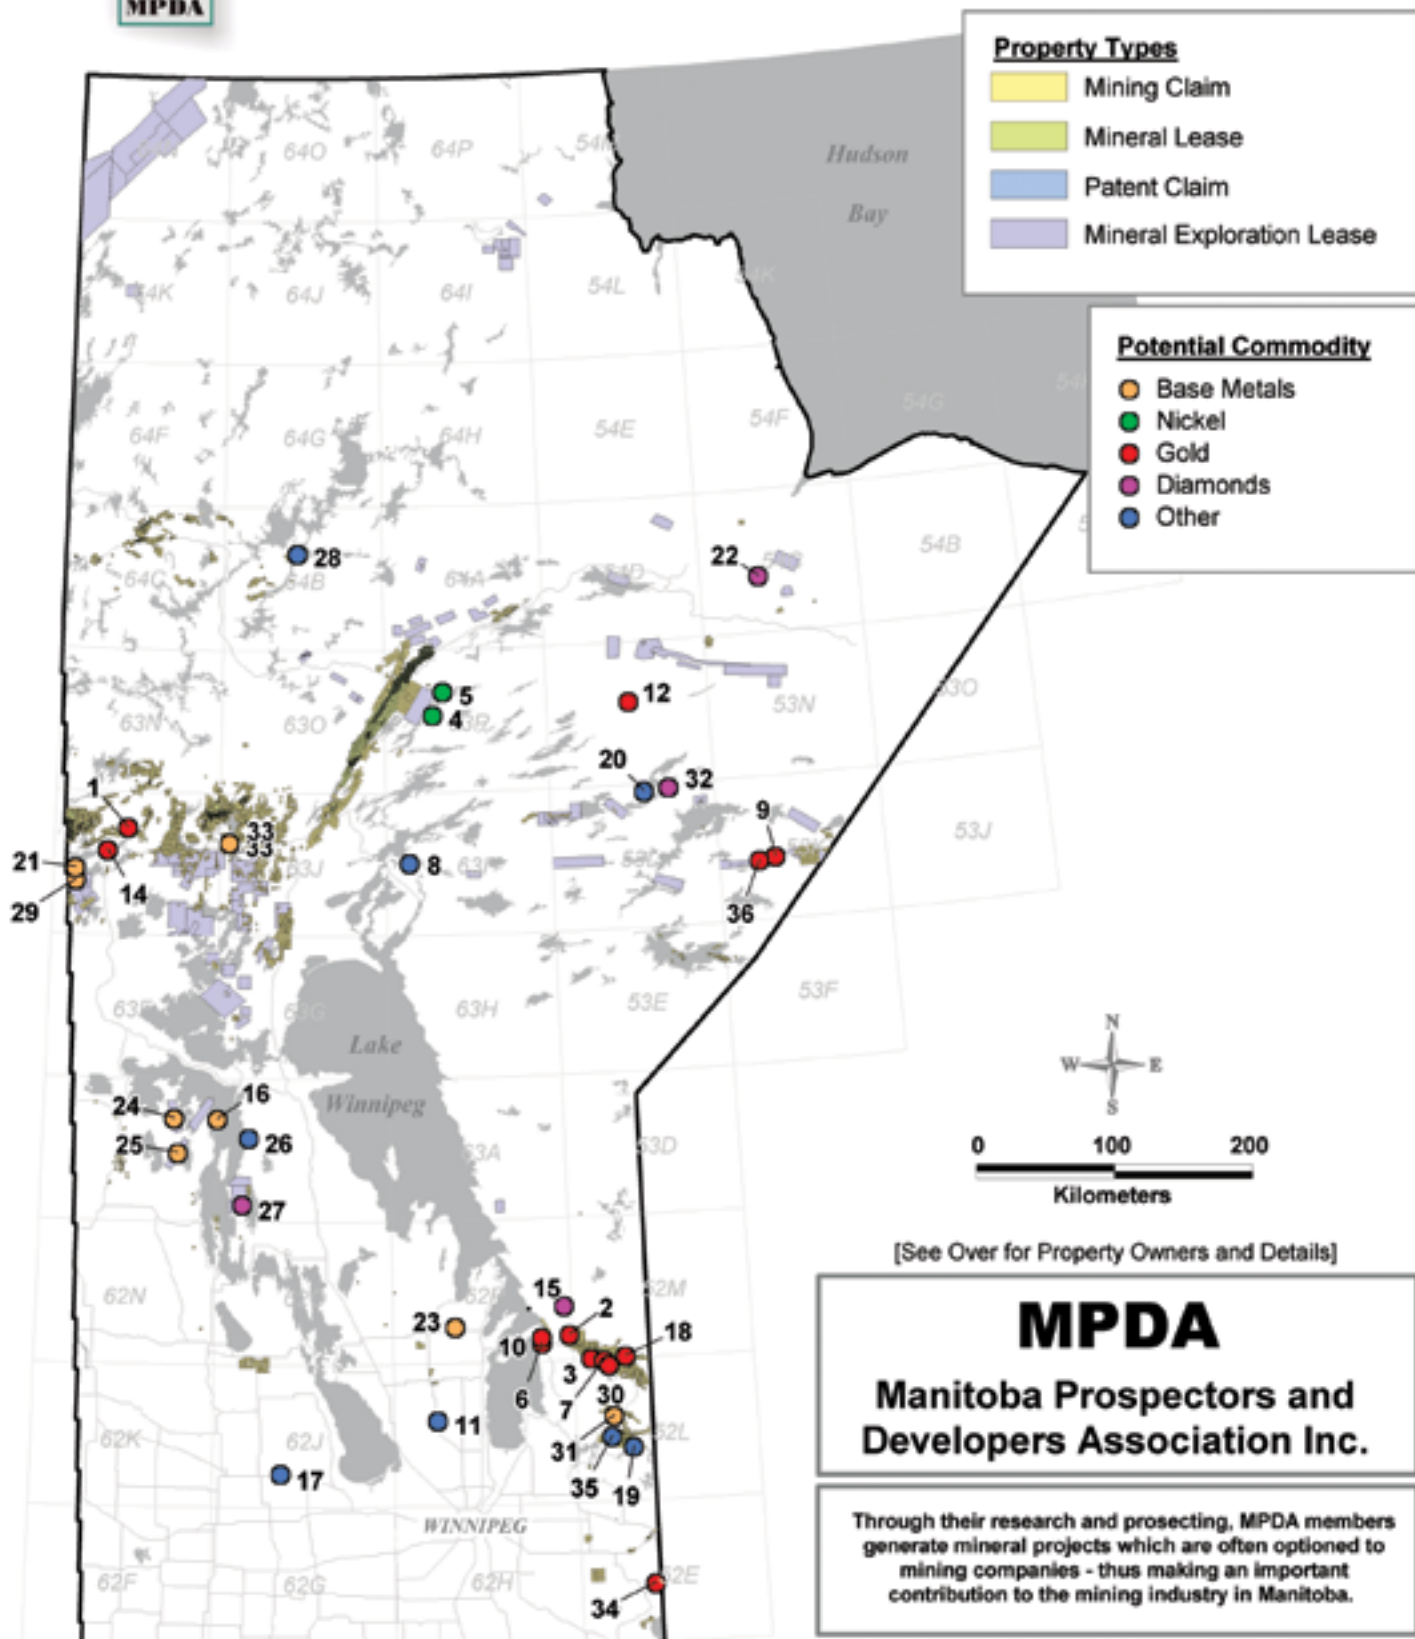 MPDA
Property Types
Mining Claim
Mineral Lease
Patent Claim
Mineral Exploration Lease
Potential Commodity
Base Metals
Nickel
Gold
Diamonds
Other
Hudson
Bay
64O
64P
64J
64I
54L
54K
64F
64G
64H
54E
54F
54G
28
64C
64B
64A
54D
22
54B
5
4
12
63N
63O
53N
53O
20
32
1
33
33
9
21
14
29
63J
8
36
53J
63G
63H
53E
53F
Lake
Winnipeg
N
W
E
S
24
16
25
26
27
63A
53D
0
100
200
Kilometers
[See Over for Property Owners and Details]
62N
15
2
62M
23
10
18
3
6
7
30
11
31
62K
62J
62L
35
19
17
WINNIPEG
62F
62G
62H
62E
34
MPDA
Manitoba Prospectors and
Developers Association Inc.
Through their research and prosecting, MPDA members
generate mineral projects which are often optioned to
mining companies - thus making an important
contribution to the mining industry in Manitoba.